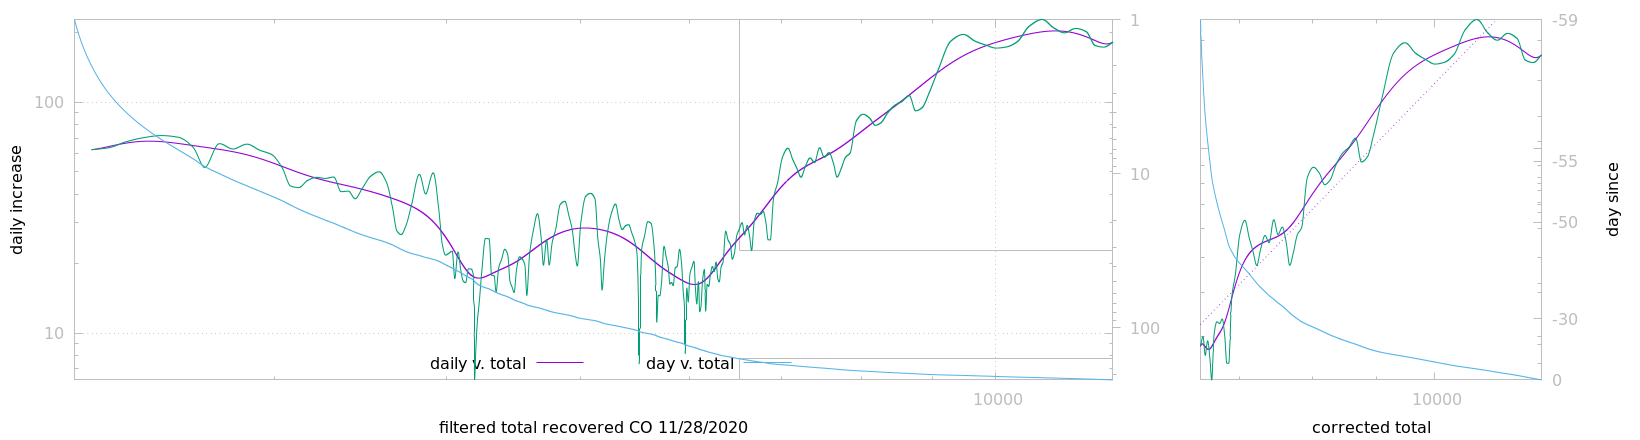 100
10
daily increase
1
10
100
daily v. total
day v. total
10000
filtered total recovered CO 11/28/2020
-59
-55
-50
-30
0
day since
10000
corrected total